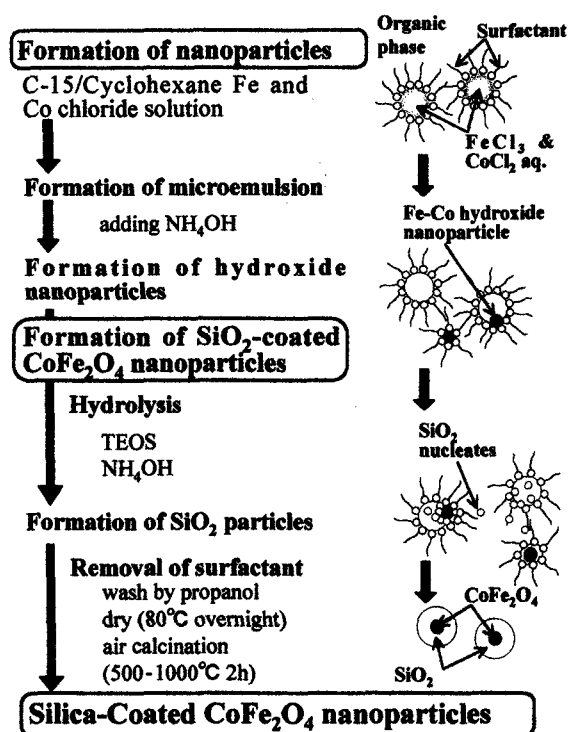 Formation of nanoparticles
C-15/Cyclohexane Fe and
Co chloride solution
Formation of microemulsion
adding NH₄OH
Formation of hydroxide
nanoparticles
Formation of SiO₂-coated
CoFe₂O₄ nanoparticles
Hydrolysis
TEOS
NH₄OH
Formation of SiO₂ particles
Removal of surfactant
wash by propanol
dry (80℃ overnight)
air calcination
(500-1000℃ 2h)
Silica-Coated CoFe₂O₄ nanoparticles
Organic
phase
Surfactant
FeCl₃ &
CoCl₂ aq.
Fe-Co hydroxide
nanoparticle
SiO₂
nucleates
CoFe₂O₄
SiO₂